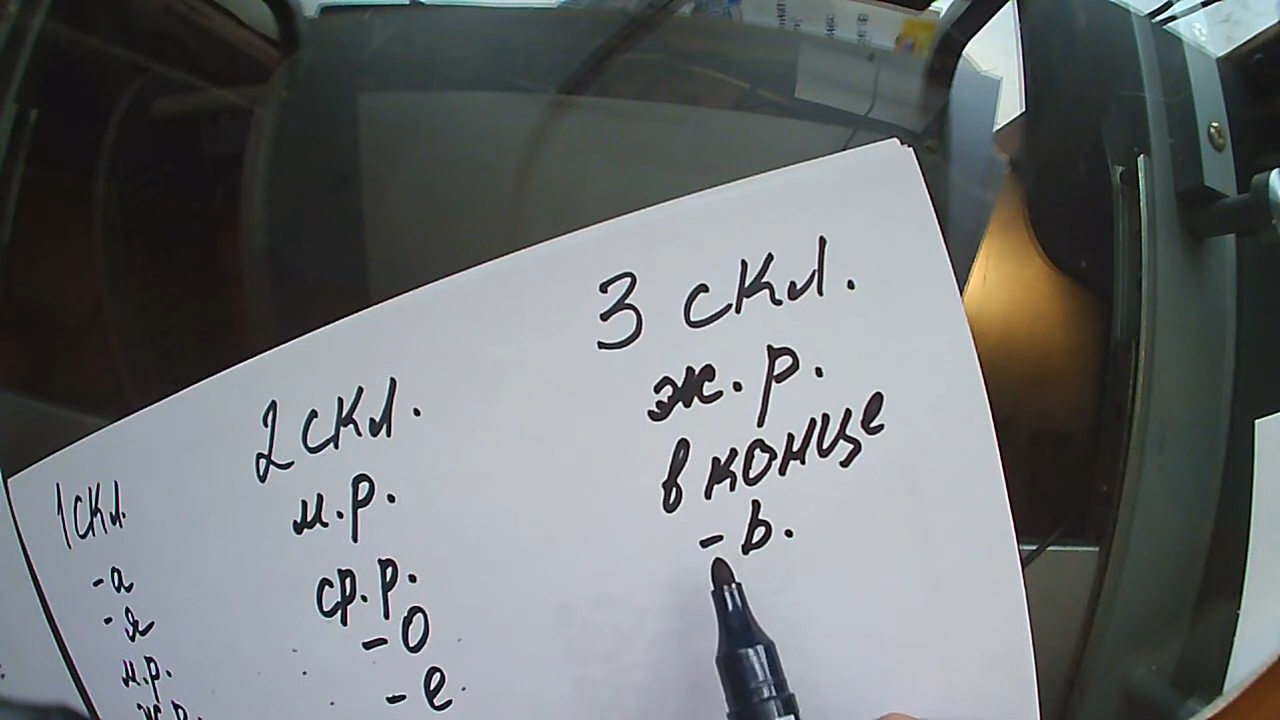 1 скл.
-а
-я
м.р.
ж.р.
2 скл.
м.р.
ср.р.
-о
-е.
3 скл.
ж.р.
в конце
-ь.